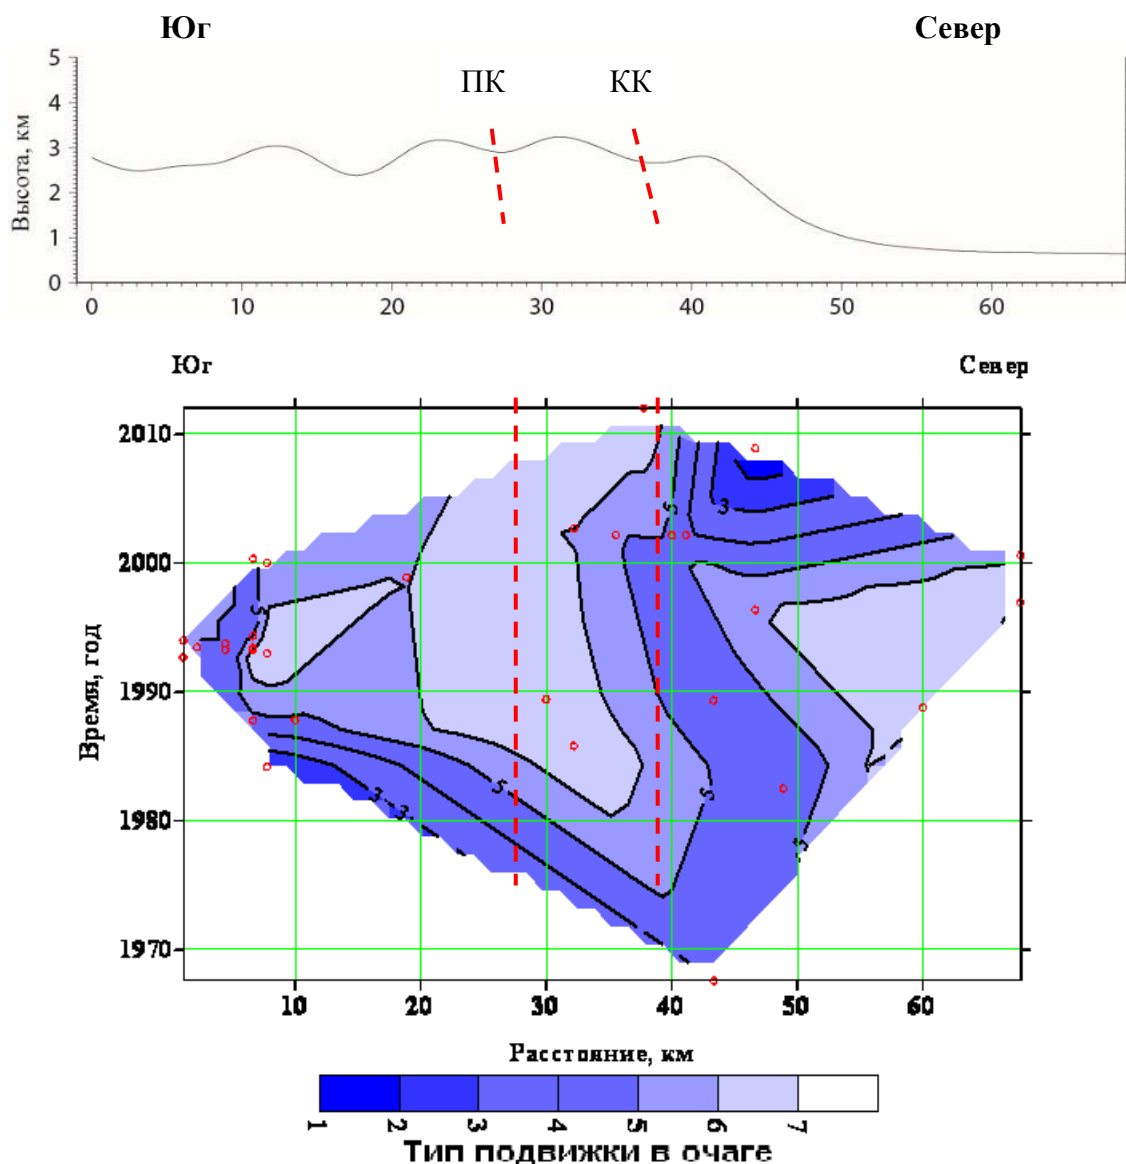 Юг Север
ПК КК
5
4
3
2
1
0
Высота, км
0 10 20 30 40 50 60
Юг Север
2010
2000
1990
1980
1970
Время, год
5 3
5
5 5
3 3
5
10 20 30 40 50 60
Расстояние, км
1 2 3 4 5 6 7
Тип подвижки в очаге